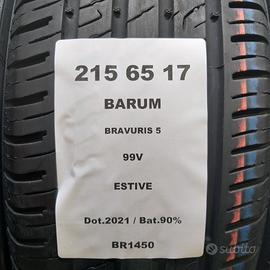 215 65 17
BARUM
BRAVURIS 5
99V
ESTIVE
Dot.2021 / Bat.90%
BR1450
subito